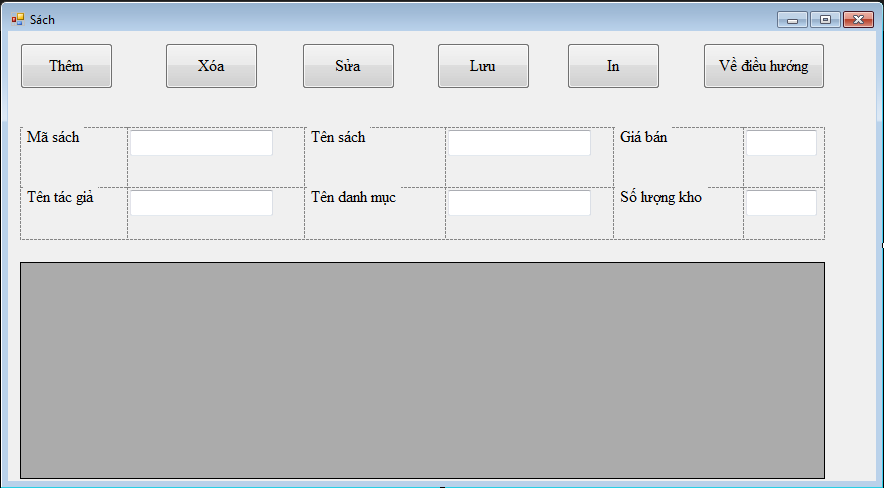 Sách
Thêm Xóa Sửa Lưu In Về điều hướng
Mã sách Tên sách Giá bán
Tên tác giả Tên danh mục Số lượng kho